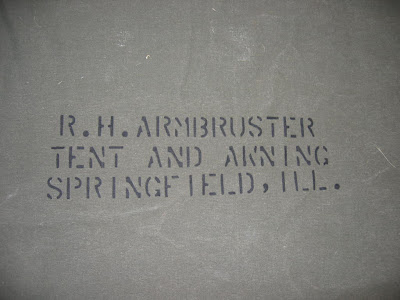 R.H.ARMBRUSTER
TENT AND AWNING
SPRINGFIELD, ILL.